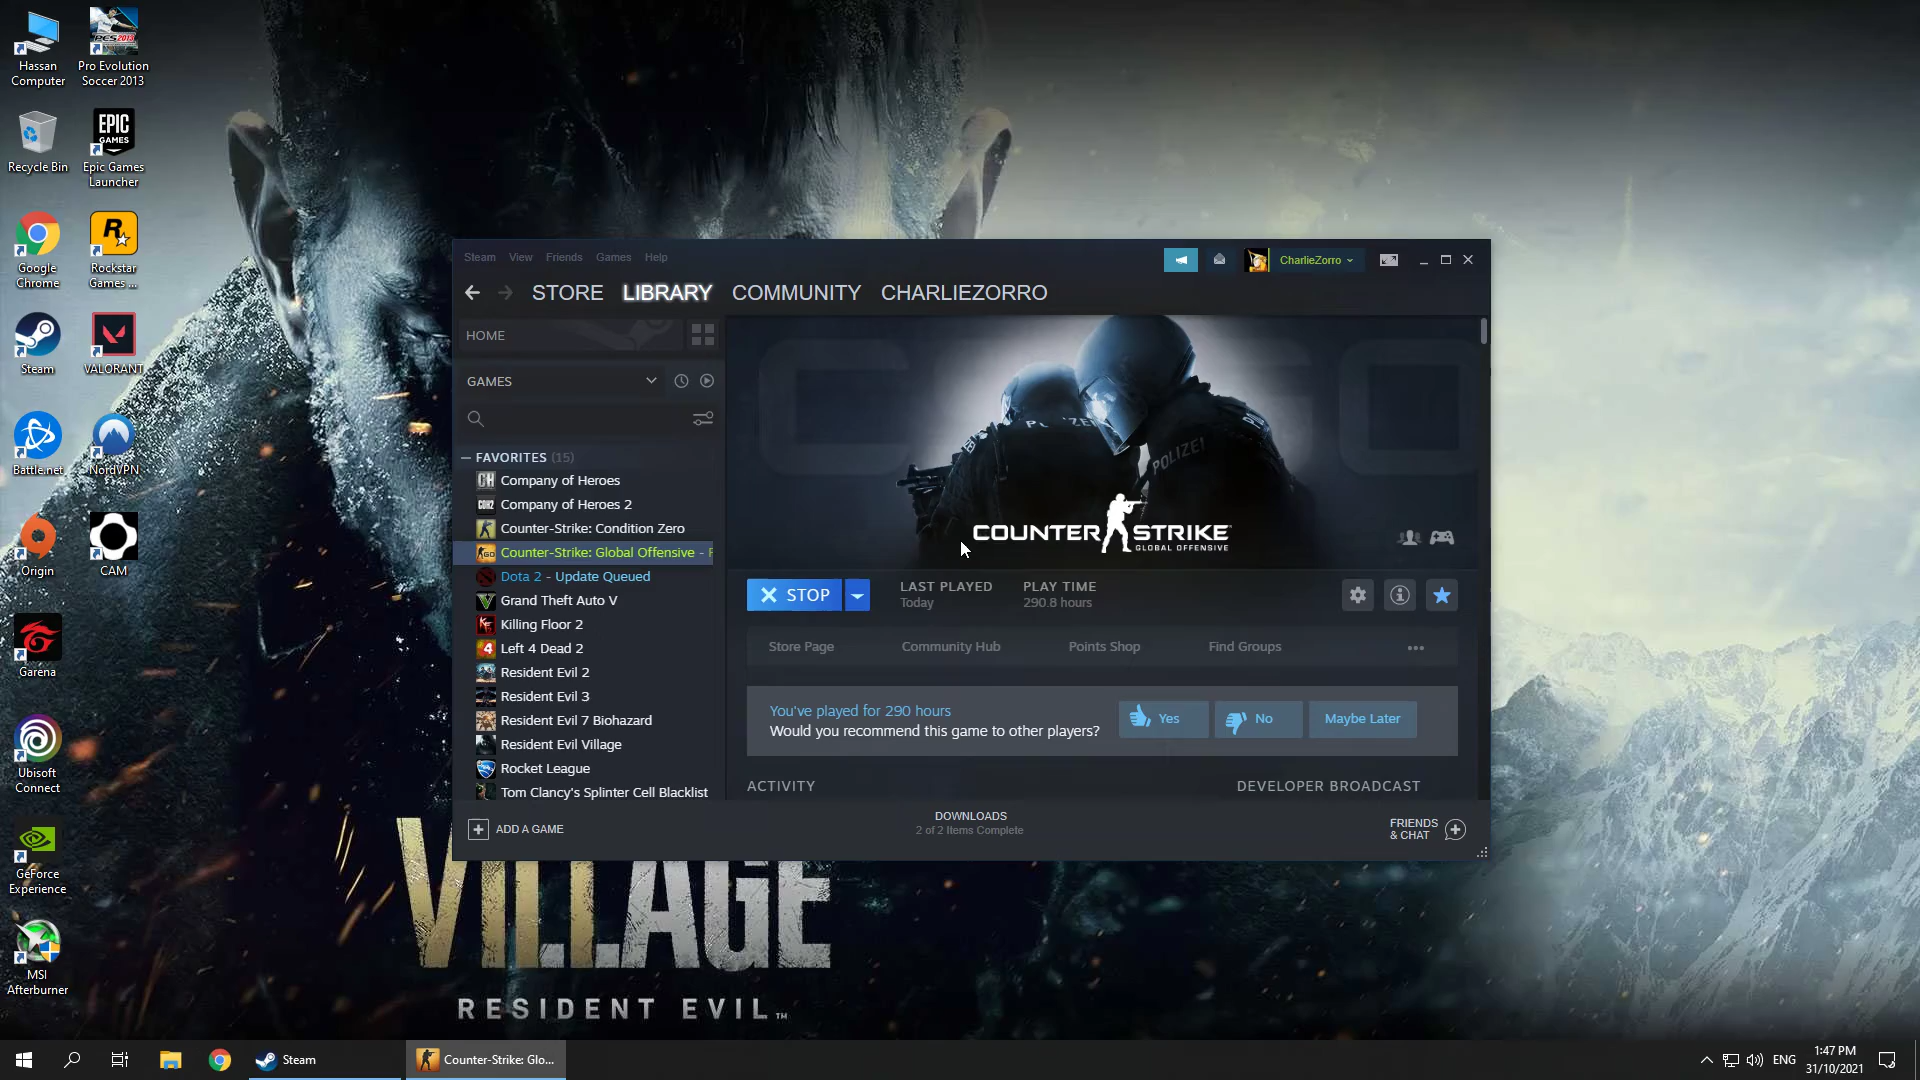 Hassan
Computer
PES2013
Pro Evolution
Soccer 2013
Recycle Bin
EPIC
GAMES
Epic Games
Launcher
Google
Chrome
Rockstar
Games ...
Steam
VALORANT
Battle.net
NordVPN
Origin
CAM
Garena
Ubisoft
Connect
GeForce
Experience
MSI
Afterburner
Steam View Friends Games Help
CharlieZorro
STORE LIBRARY COMMUNITY CHARLIEZORRO
HOME
GAMES
FAVORITES (15)
Company of Heroes
Company of Heroes 2
Counter-Strike: Condition Zero
Counter-Strike: Global Offensive -
Dota 2 - Update Queued
Grand Theft Auto V
Killing Floor 2
Left 4 Dead 2
Resident Evil 2
Resident Evil 3
Resident Evil 7 Biohazard
Resident Evil Village
Rocket League
Tom Clancy's Splinter Cell Blacklist
ADD A GAME
CS:GO
POLIZEI
COUNTER STRIKE
GLOBAL OFFENSIVE
STOP
LAST PLAYED
Today
PLAY TIME
290.8 hours
Store Page Community Hub Points Shop Find Groups
You've played for 290 hours
Would you recommend this game to other players?
Yes No Maybe Later
ACTIVITY
DEVELOPER BROADCAST
DOWNLOADS
2 of 2 Items Complete
FRIENDS
& CHAT
VILLAGE
RESIDENT EVIL™
Steam
Counter-Strike: Glo...
ENG
1:47 PM
31/10/2021